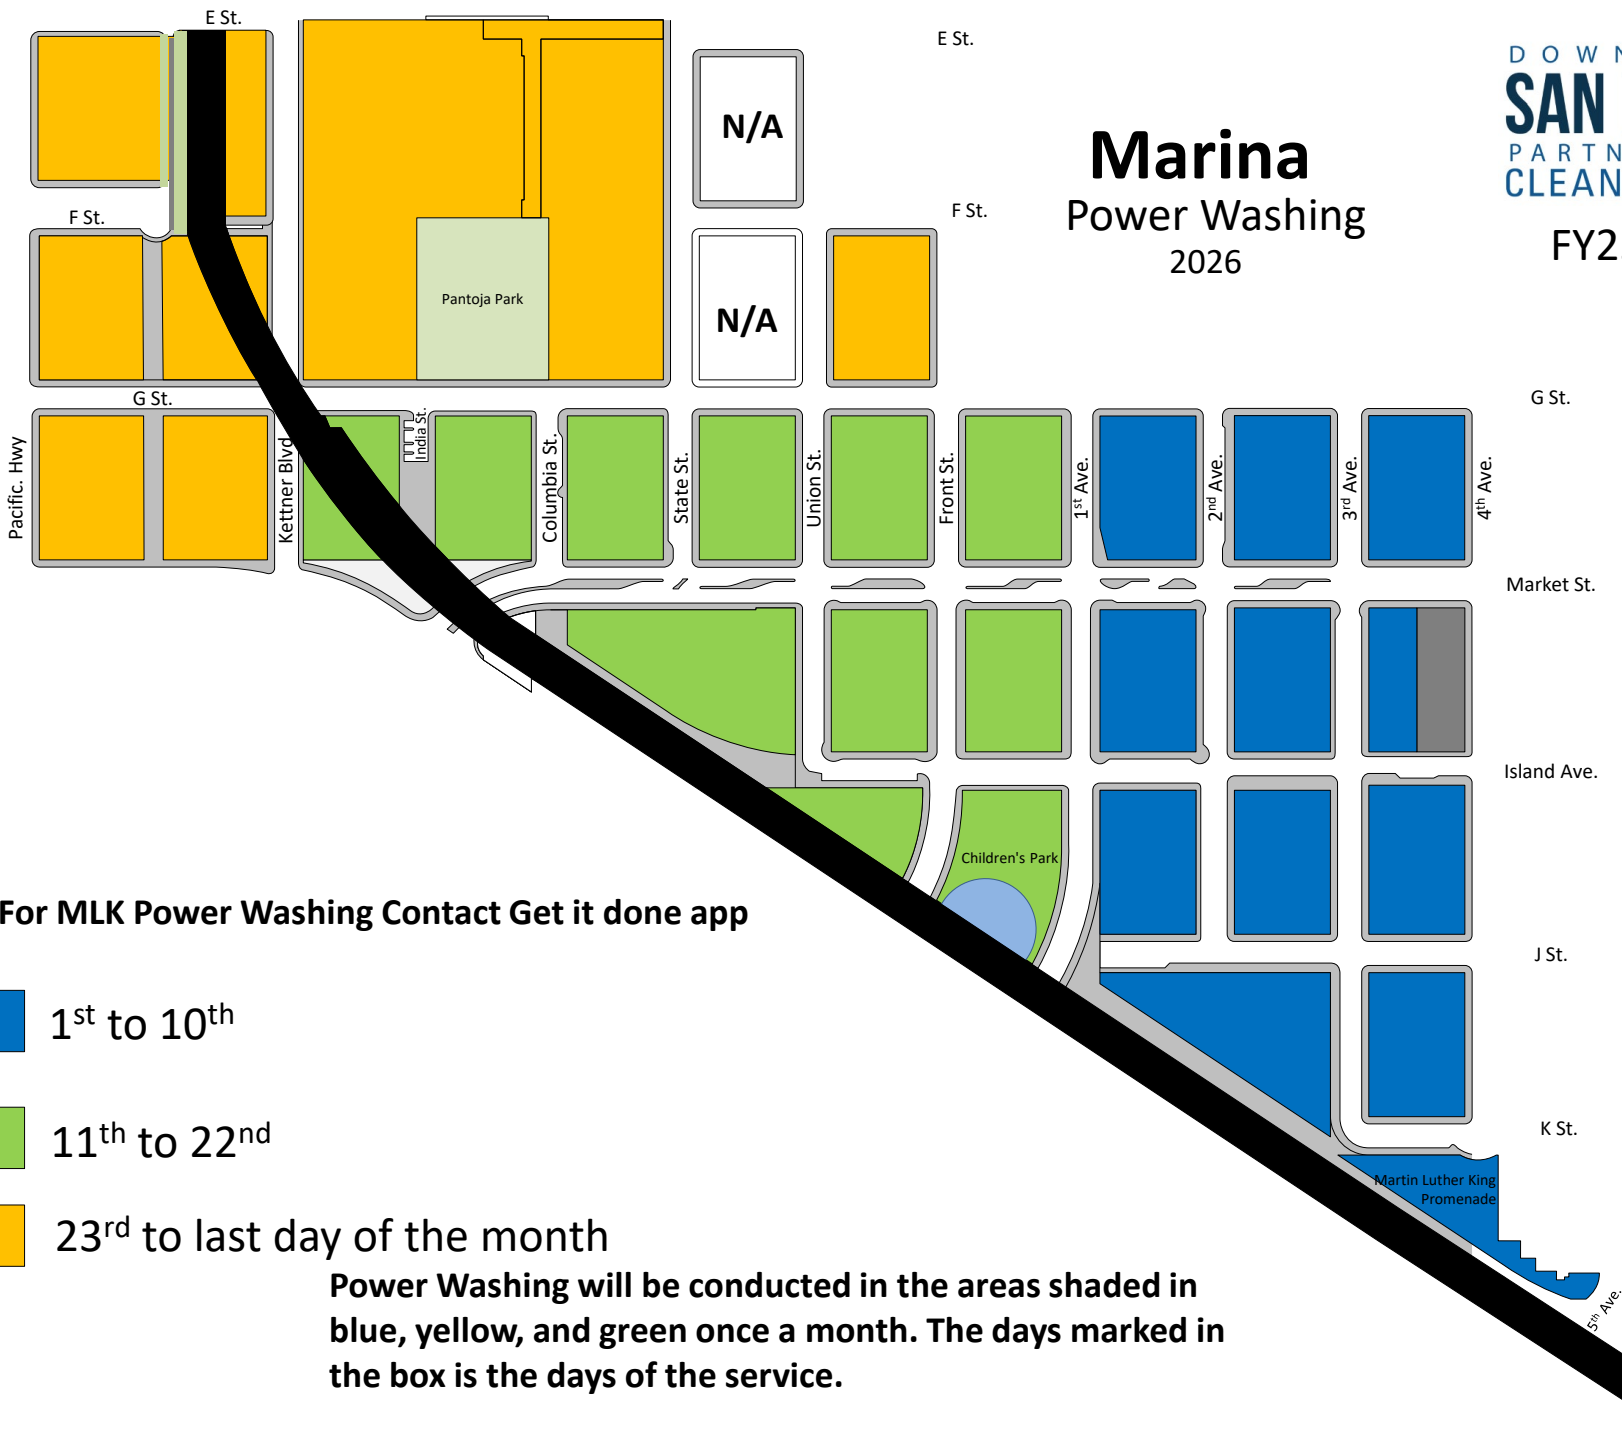 E St.
E St.
D O W N
SAN
PARTN
CLEAN
FY2
N/A
Marina
Power Washing
2026
F St.
F St.
Pantoja Park
N/A
G St.
G St.
Pacific. Hwy
Kettner Blvd
India St.
Columbia St.
State St.
Union St.
Front St.
1st Ave.
2nd Ave.
3rd Ave.
4th Ave.
Market St.
Island Ave.
Children's Park
For MLK Power Washing Contact Get it done app
J St.
1st to 10th
11th to 22nd
K St.
Martin Luther King
Promenade
23rd to last day of the month
5th Ave.
Power Washing will be conducted in the areas shaded in
blue, yellow, and green once a month. The days marked in
the box is the days of the service.